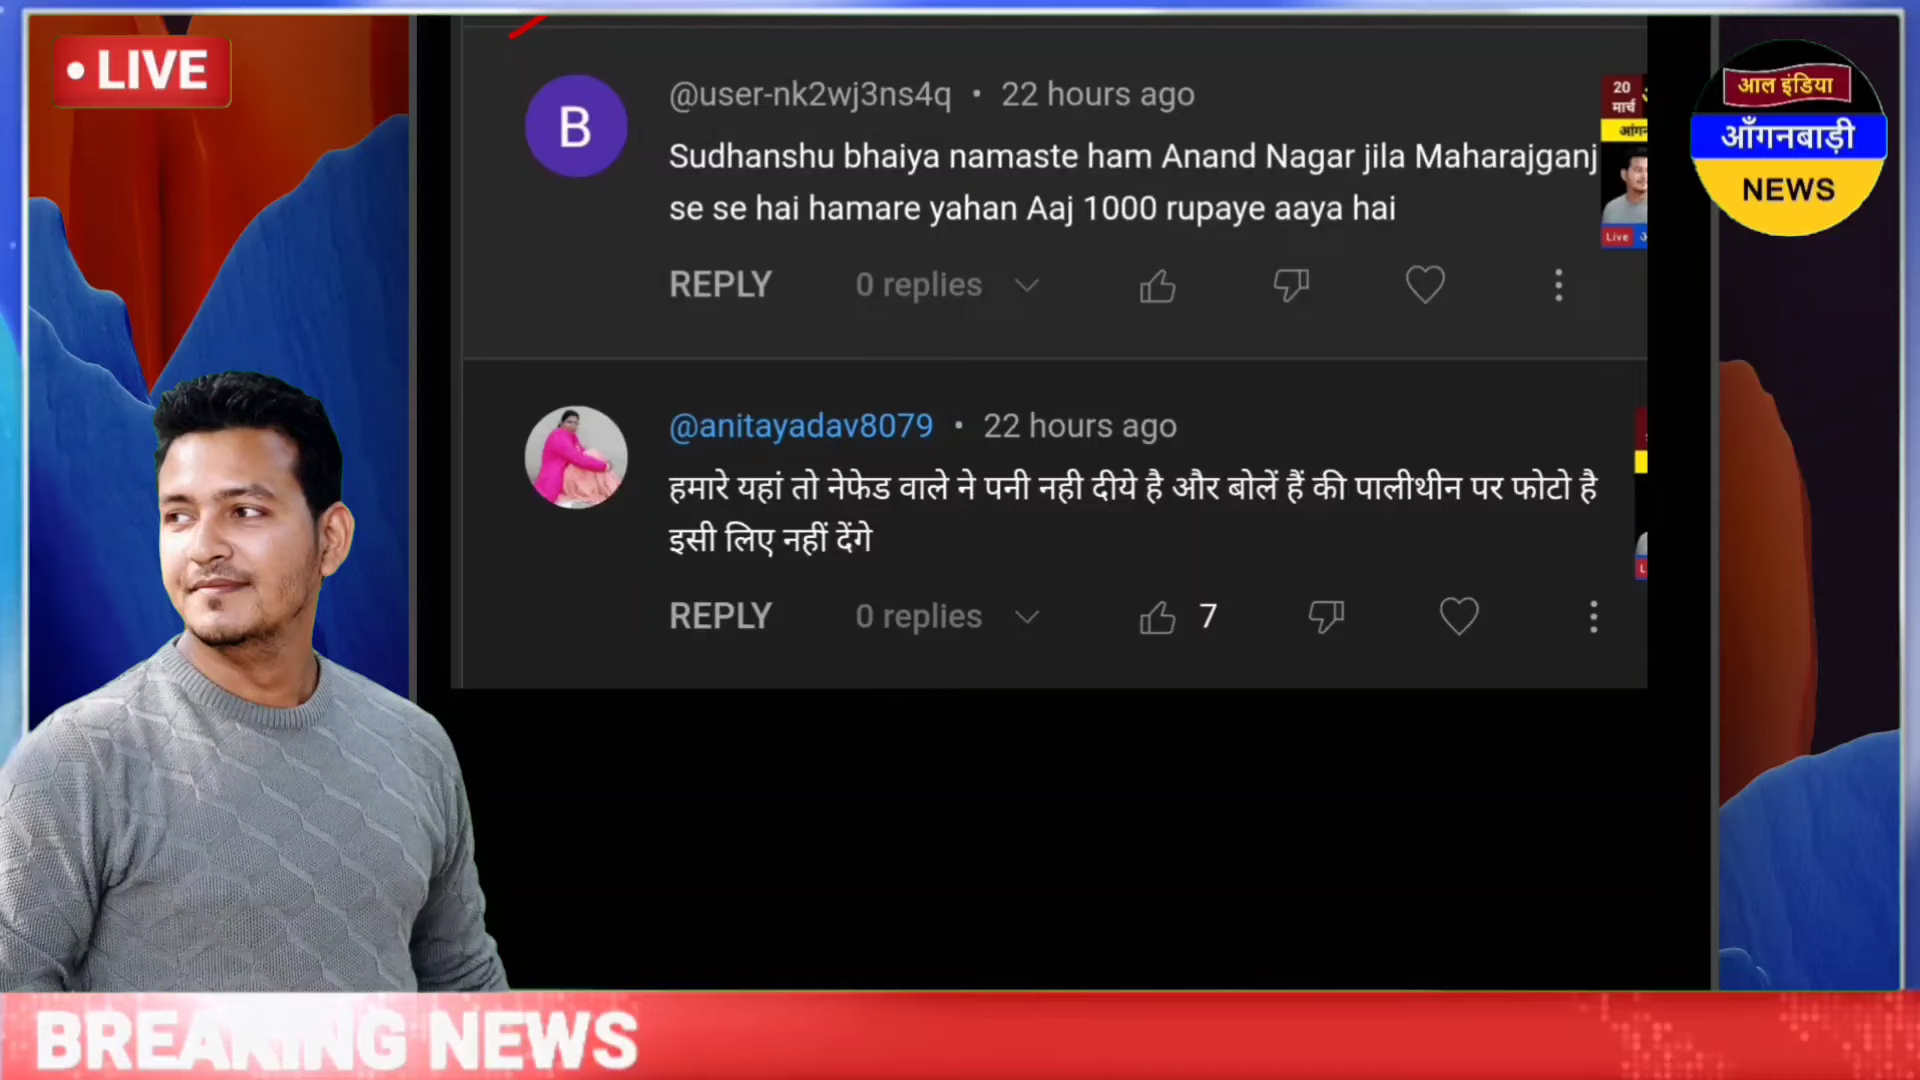 LIVE
@user-nk2wj3ns4q • 22 hours ago
Sudhanshu bhaiya namaste ham Anand Nagar jila Maharajganj
se se hai hamare yahan Aaj 1000 rupaye aaya hai
REPLY 0 replies
20
मार्च
Live
@anitayadav8079 • 22 hours ago
हमारे यहां तो नेफेड वाले ने पनी नही दीये है और बोलें हैं की पालीथीन पर फोटो है
इसी लिए नहीं देंगे
REPLY 0 replies 7
आल इंडिया
आँगनबाड़ी
NEWS
BREAKING NEWS